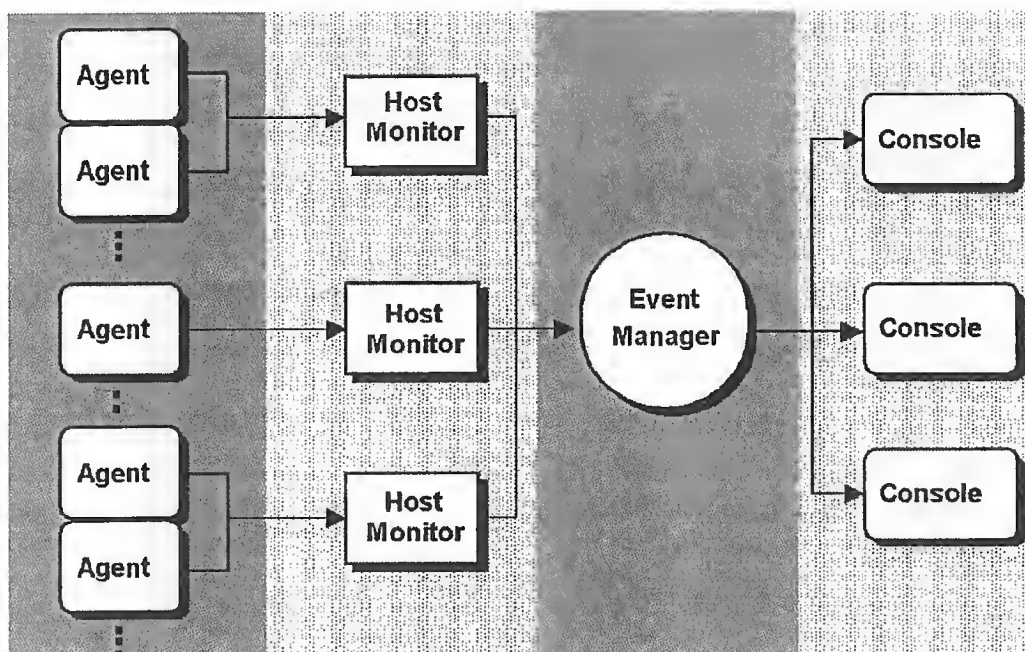 Agent
Agent
Agent
Agent
Agent
Host
Monitor
Host
Monitor
Host
Monitor
Event
Manager
Console
Console
Console